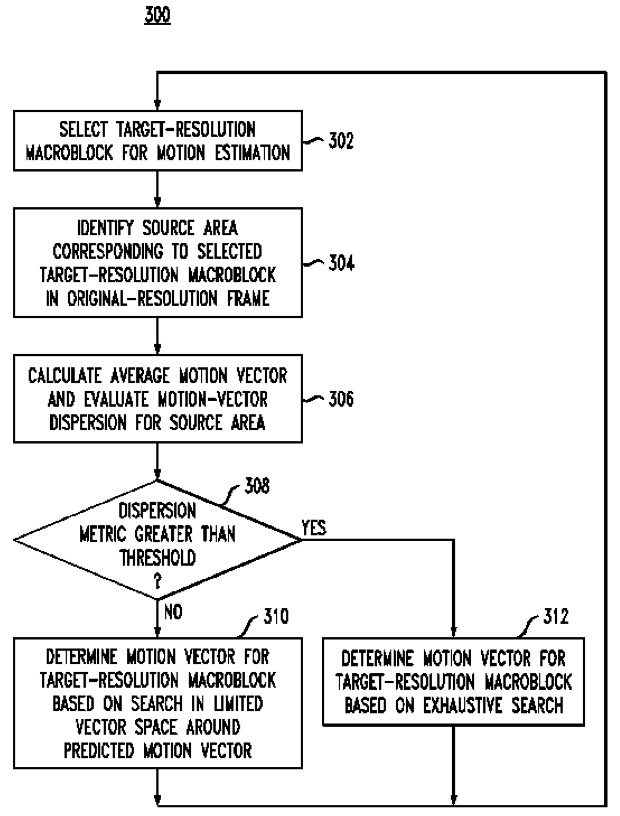 300
SELECT TARGET-RESOLUTION
MACROBLOCK FOR MOTION ESTIMATION
302
IDENTIFY SOURCE AREA
CORRESPONDING TO SELECTED
TARGET-RESOLUTION MACROBLOCK
IN ORIGINAL-RESOLUTION FRAME
304
CALCULATE AVERAGE MOTION VECTOR
AND EVALUATE MOTION-VECTOR
DISPERSION FOR SOURCE AREA
306
308
DISPERSION
METRIC GREATER THAN
THRESHOLD
?
YES
NO
310
DETERMINE MOTION VECTOR FOR
TARGET-RESOLUTION MACROBLOCK
BASED ON SEARCH IN LIMITED
VECTOR SPACE AROUND
PREDICTED MOTION VECTOR
312
DETERMINE MOTION VECTOR FOR
TARGET-RESOLUTION MACROBLOCK
BASED ON EXHAUSTIVE SEARCH